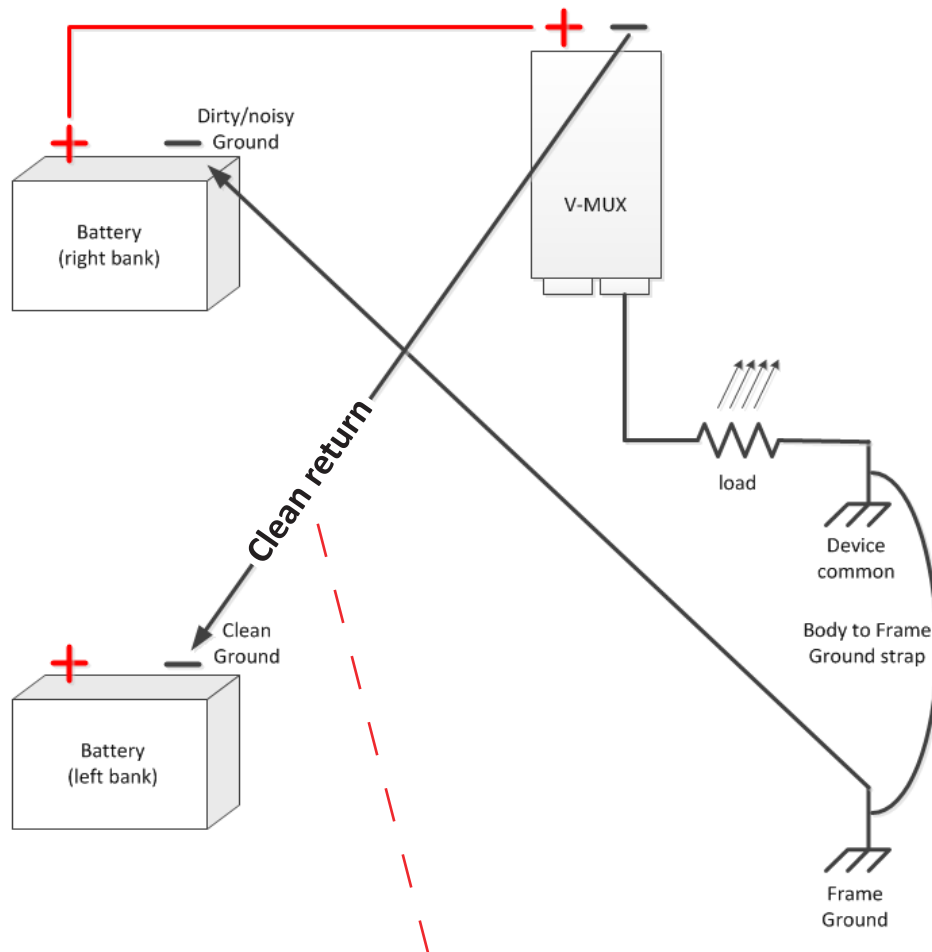 Dirty/noisy
Ground
Battery
(right bank)
V-MUX
load
Clean return
Device
common
Body to Frame
Ground strap
Clean
Ground
Battery
(left bank)
Frame
Ground